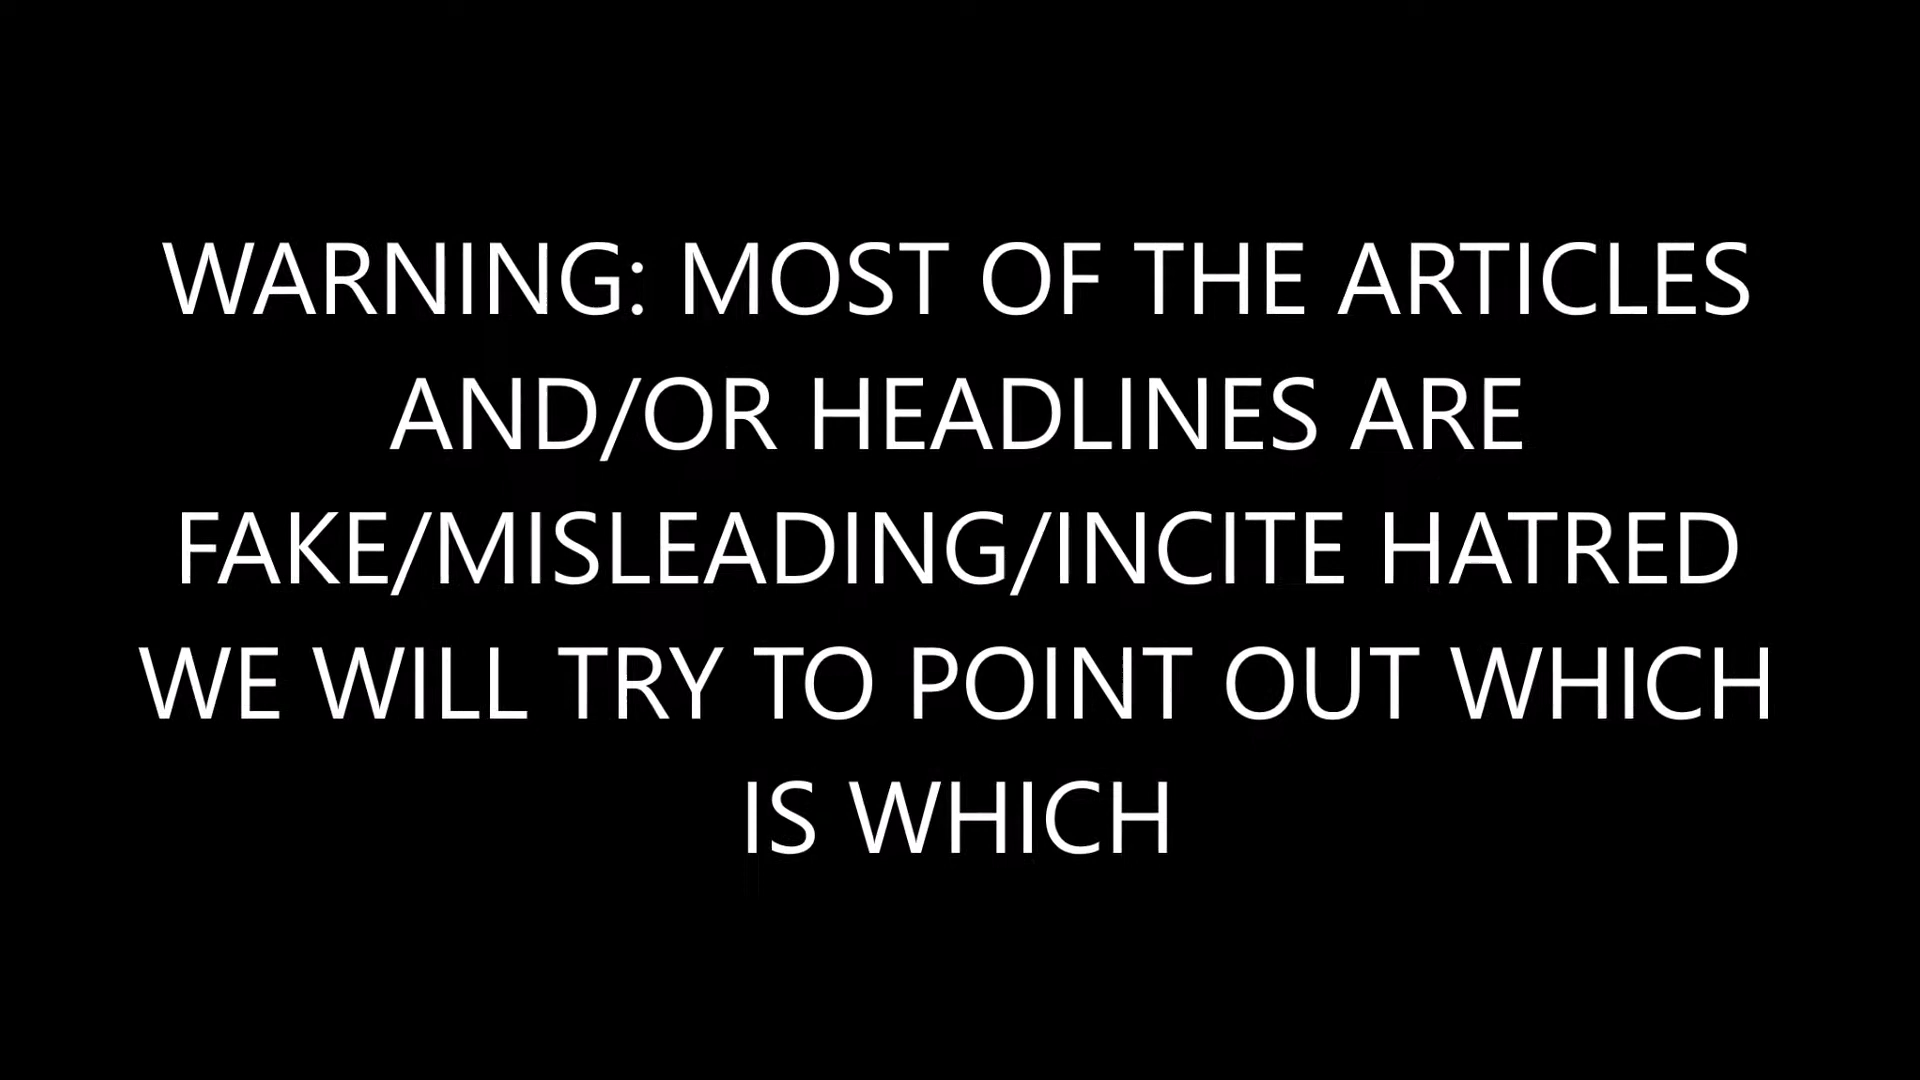 WARNING: MOST OF THE ARTICLES
AND/OR HEADLINES ARE
FAKE/MISLEADING/INCITE HATRED
WE WILL TRY TO POINT OUT WHICH
IS WHICH